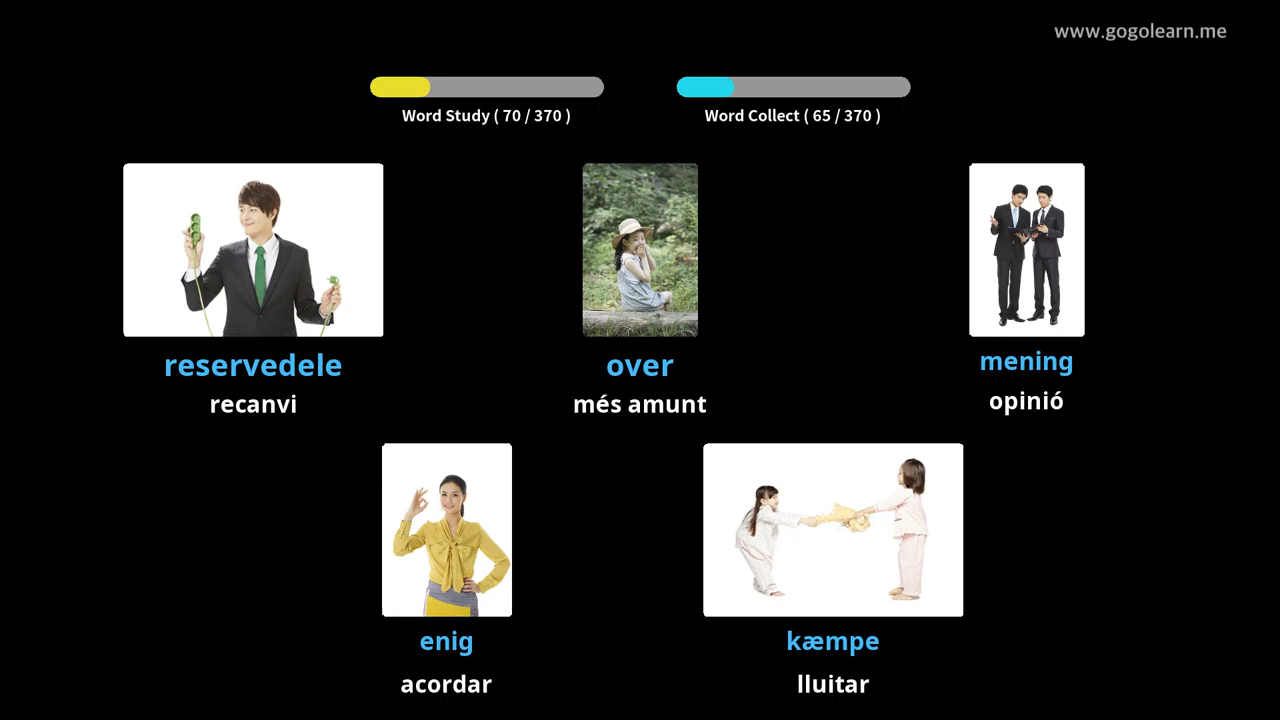 www.gogolearn.me
Word Study ( 70 / 370 )
Word Collect ( 65 / 370 )
reservedele
recanvi
over
més amunt
mening
opinió
enig
acordar
kæmpe
lluitar